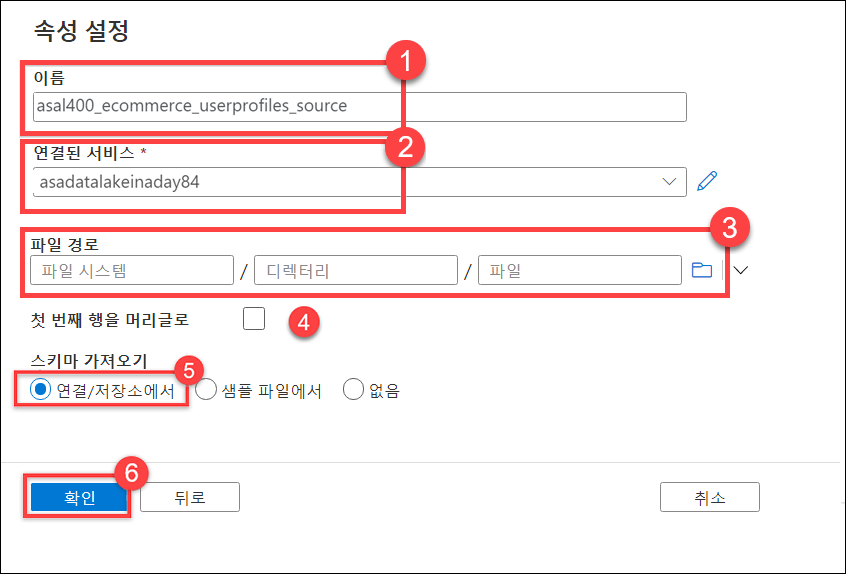 속성 설정
1
이름
asal400_ecommerce_userprofiles_source
2
연결된 서비스 *
asadatalakeinaday84
3
파일 경로
파일 시스템 / 디렉터리 / 파일
첫 번째 행을 머리글로 4
스키마 가져오기 5
연결/저장소에서 샘플 파일에서 없음
6
확인 뒤로 취소